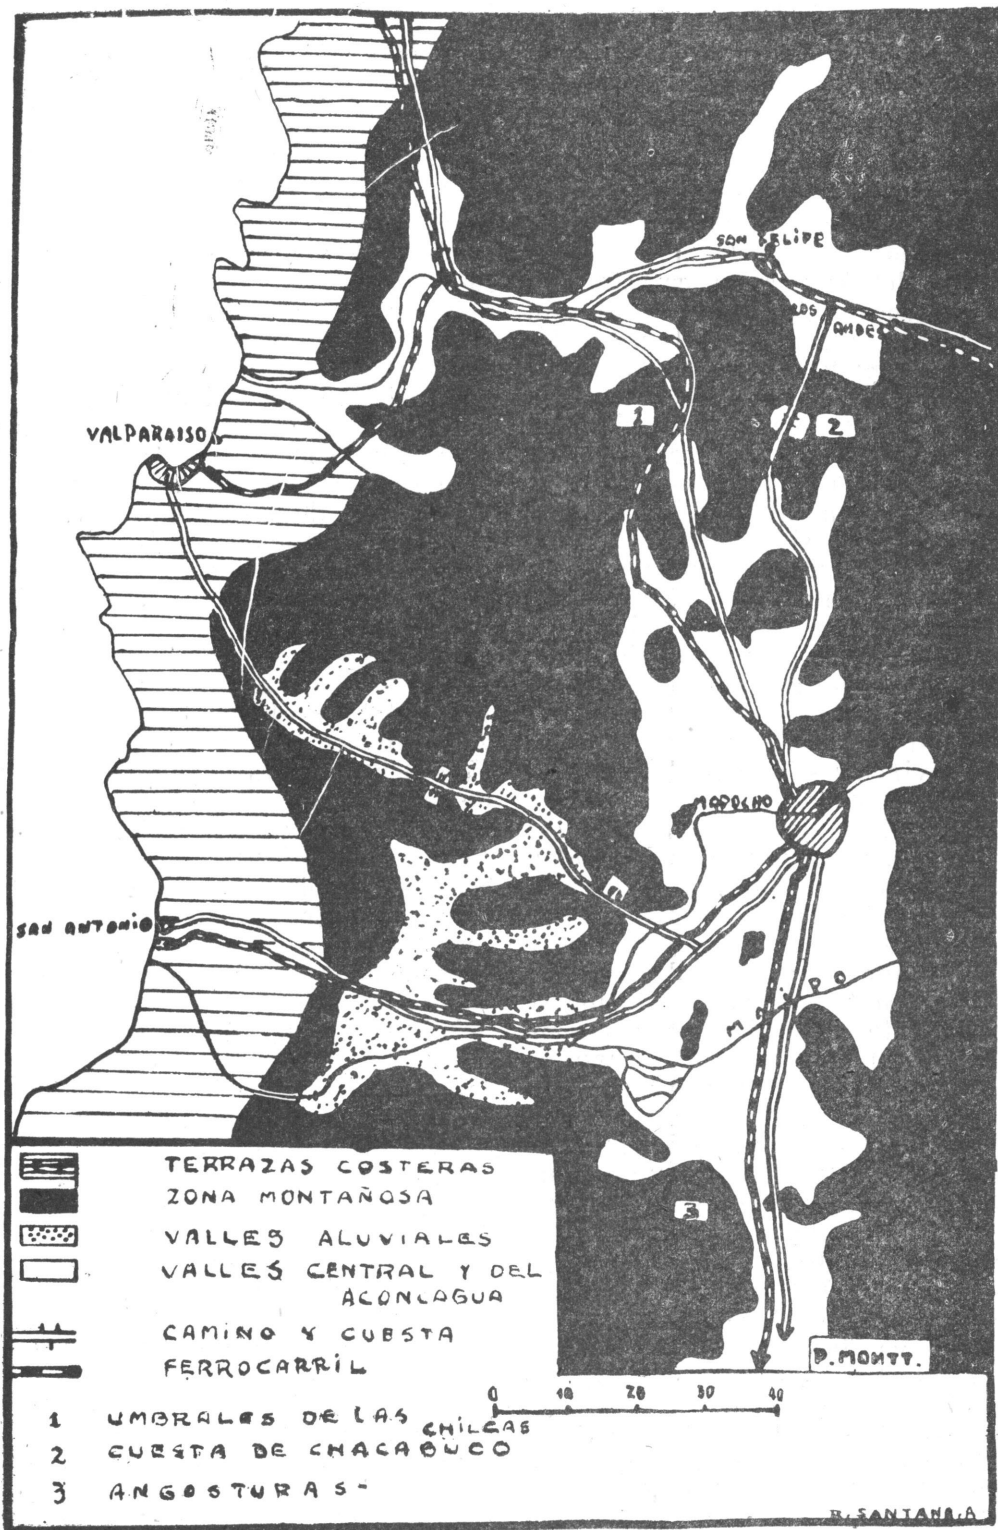 SAN FELIPE
LOS
ANDES
1
2
VALPARAISO
MAPOCHO
SAN ANTONIO
MAIPO
3
TERRAZAS COSTERAS
ZONA MONTAÑOSA
VALLES ALUVIALES
VALLES CENTRAL Y DEL
ACONCAGUA
CAMINO Y CUESTA
FERROCARRIL
P. MONTT.
0 10 20 30 40
1 UMBRALES DE LAS CHILCAS
2 CUESTA DE CHACABUCO
3 ANGOSTURAS-
R. SANTANA. A